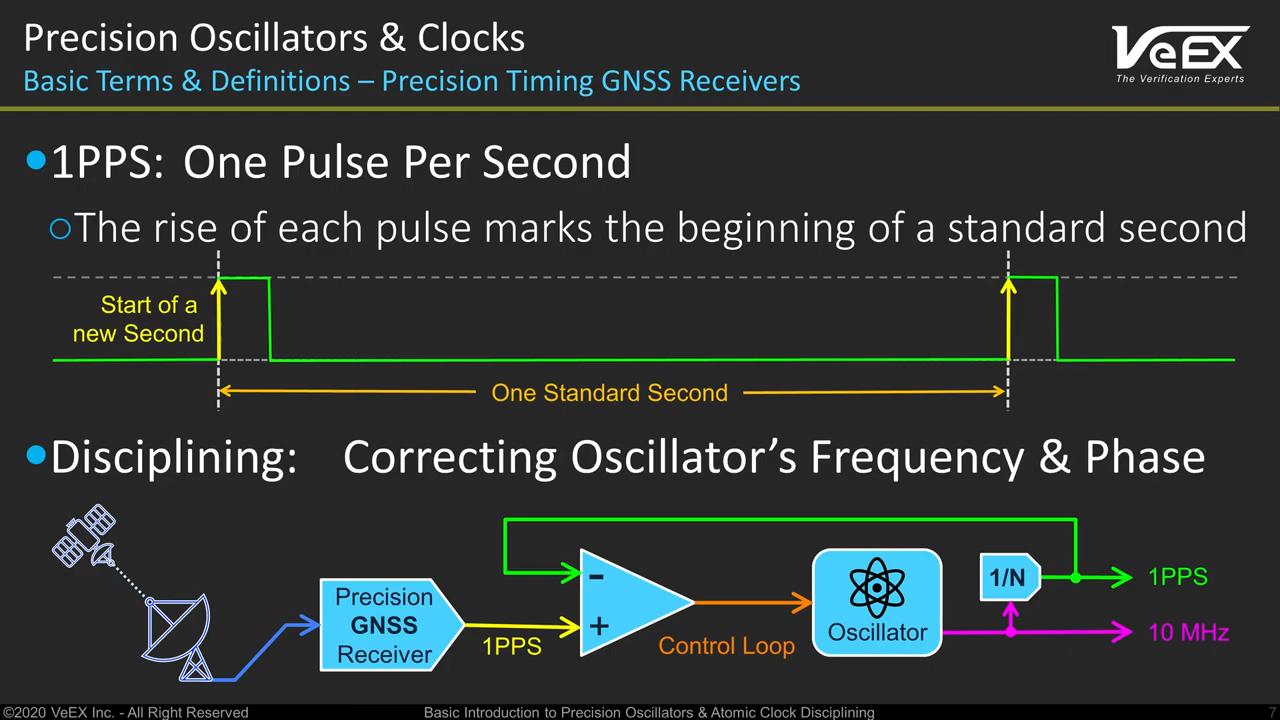 Precision Oscillators & Clocks
Basic Terms & Definitions – Precision Timing GNSS Receivers
VeEX
The Verification Experts
1PPS: One Pulse Per Second
The rise of each pulse marks the beginning of a standard second
Start of a
new Second
One Standard Second
Disciplining: Correcting Oscillator’s Frequency & Phase
Precision
GNSS
Receiver
1PPS
-
+
Control Loop
Oscillator
1/N
1PPS
10 MHz
©2020 VeEX Inc. - All Right Reserved
Basic Introduction to Precision Oscillators & Atomic Clock Disciplining
7